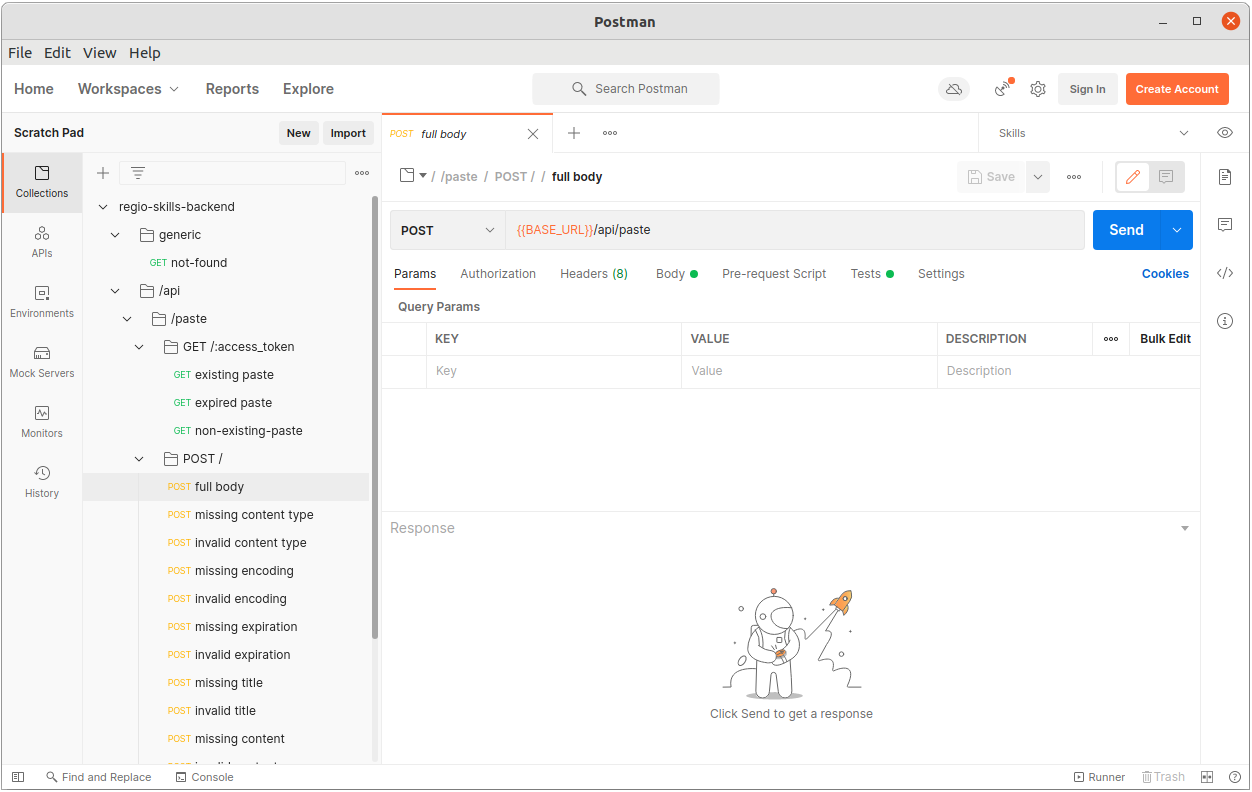 Postman
File Edit View Help
Home Workspaces Reports Explore Search Postman Sign In Create Account
Scratch Pad New Import POST full body Skills
Collections
APIs
Environments
Mock Servers
Monitors
History
regio-skills-backend
generic
GET not-found
/api
/paste
GET /:access_token
GET existing paste
GET expired paste
GET non-existing-paste
POST /
POST full body
POST missing content type
POST invalid content type
POST missing encoding
POST invalid encoding
POST missing expiration
POST invalid expiration
POST missing title
POST invalid title
POST missing content
/ /paste / POST / / full body Save
POST {{BASE_URL}}/api/paste Send
Params Authorization Headers (8) Body Pre-request Script Tests Settings Cookies
Query Params
KEY VALUE DESCRIPTION Bulk Edit
Key Value Description
Response
Click Send to get a response
Find and Replace Console Runner Trash